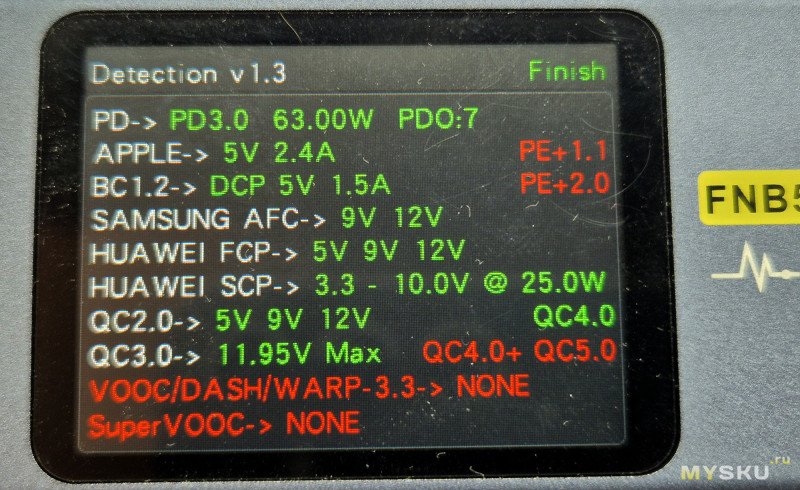 Detection v1.3 Finish
PD-> PD3.0 63.00W PDO:7
APPLE-> 5V 2.4A PE+1.1
BC1.2-> DCP 5V 1.5A PE+2.0
SAMSUNG AFC-> 9V 12V
HUAWEI FCP-> 5V 9V 12V
HUAWEI SCP-> 3.3 - 10.0V @ 25.0W
QC2.0-> 5V 9V 12V QC4.0
QC3.0-> 11.95V Max QC4.0+ QC5.0
VOOC/DASH/WARP-3.3-> NONE
SuperVOOC-> NONE
FNB5
MYSKU.ru